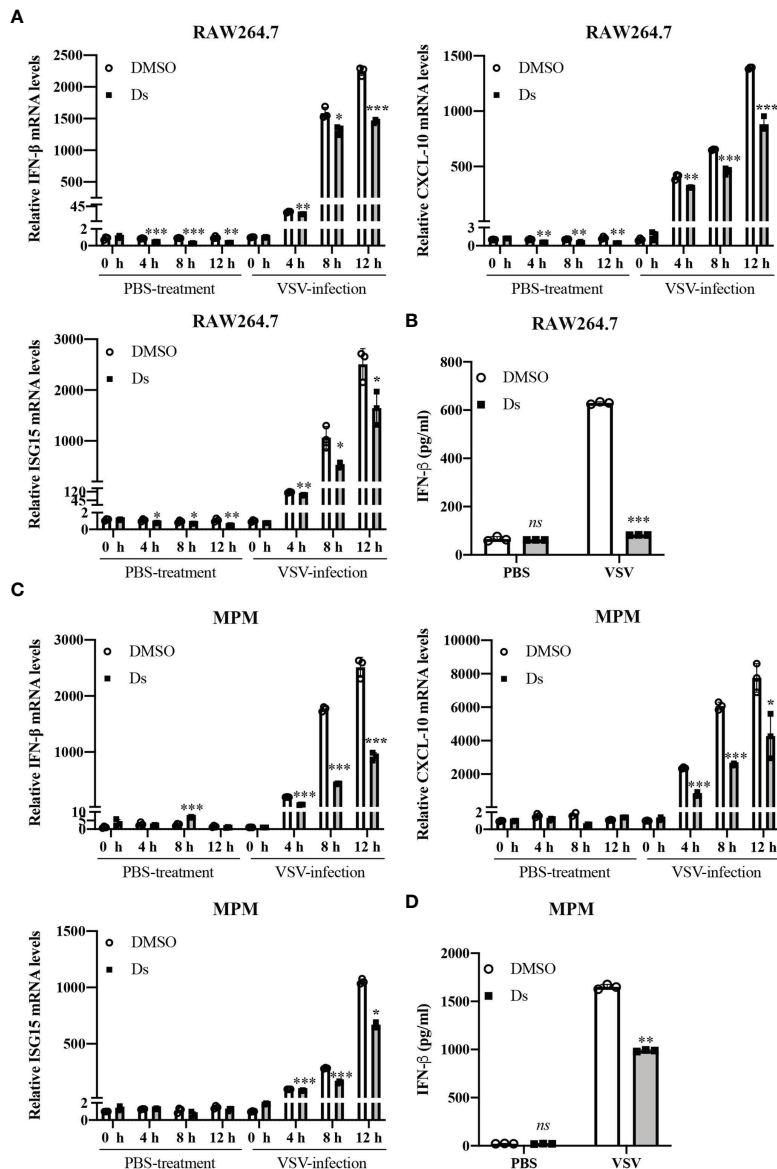 A
RAW264.7
Relative IFN-β mRNA levels
DMSO
Ds
2500
2000
1500
1000
500
45
2
0
*
***
**
***
***
**
0 h 4 h 8 h 12 h 0 h 4 h 8 h 12 h
PBS-treatment VSV-infection
RAW264.7
Relative CXCL-10 mRNA levels
DMSO
Ds
1500
1000
500
3
0
***
***
**
**
**
**
0 h 4 h 8 h 12 h 0 h 4 h 8 h 12 h
PBS-treatment VSV-infection
RAW264.7
Relative ISG15 mRNA levels
DMSO
Ds
3000
2000
1000
120
45
2
0
*
*
**
*
*
**
0 h 4 h 8 h 12 h 0 h 4 h 8 h 12 h
PBS-treatment VSV-infection
B
RAW264.7
IFN-β (pg/ml)
DMSO
Ds
800
600
400
200
0
ns
***
PBS VSV
C
MPM
Relative IFN-β mRNA levels
DMSO
Ds
3000
2000
1000
10
5
0
***
***
***
***
0 h 4 h 8 h 12 h 0 h 4 h 8 h 12 h
PBS-treatment VSV-infection
MPM
Relative CXCL-10 mRNA levels
DMSO
Ds
10000
8000
6000
4000
2000
2
0
*
***
***
0 h 4 h 8 h 12 h 0 h 4 h 8 h 12 h
PBS-treatment VSV-infection
MPM
Relative ISG15 mRNA levels
DMSO
Ds
1500
1000
500
2
0
*
***
***
0 h 4 h 8 h 12 h 0 h 4 h 8 h 12 h
PBS-treatment VSV-infection
D
MPM
IFN-β (pg/ml)
DMSO
Ds
2000
1500
1000
500
0
ns
**
PBS VSV